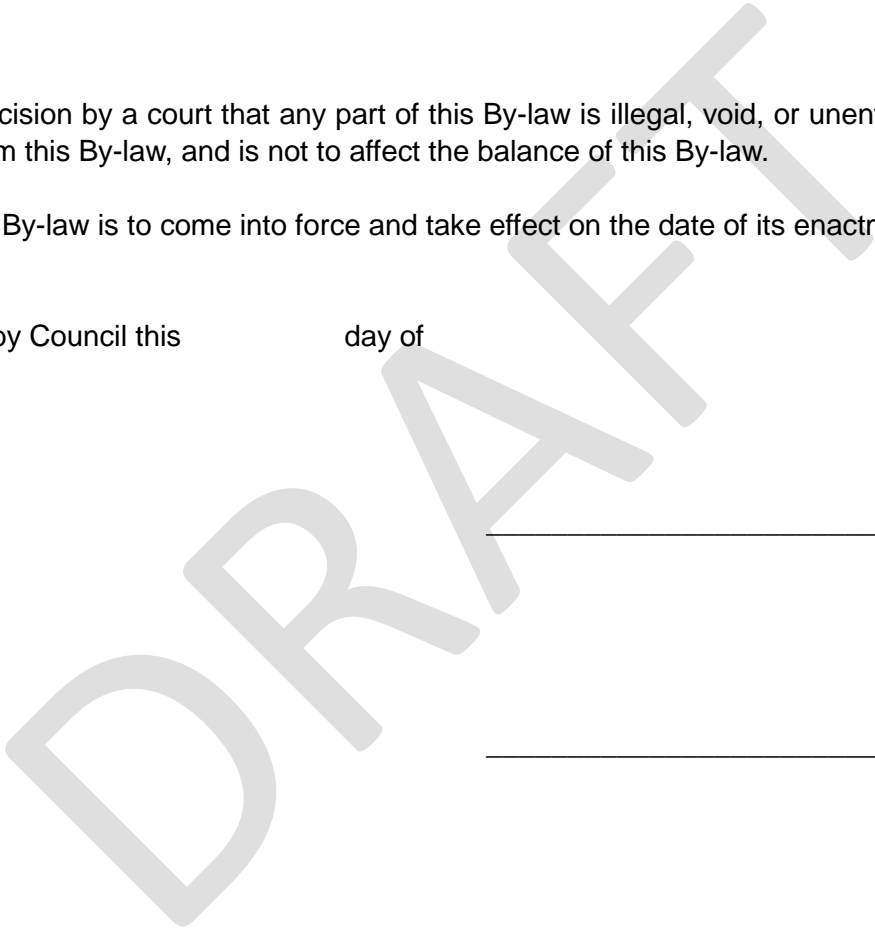 cision by a court that any part of this By-law is illegal, void, or unen
m this By-law, and is not to affect the balance of this By-law.
By-law is to come into force and take effect on the date of its enactm
by Council this day of
DRAFT